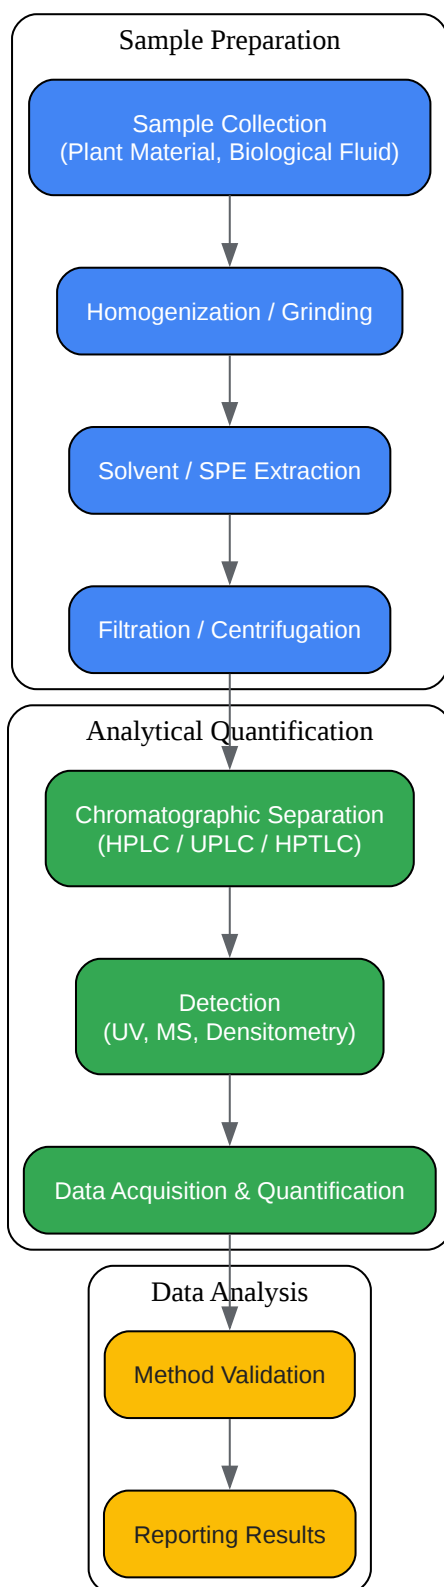 Sample Preparation
Sample Collection
(Plant Material, Biological Fluid)
Homogenization / Grinding
Solvent / SPE Extraction
Filtration / Centrifugation
Analytical Quantification
Chromatographic Separation
(HPLC / UPLC / HPTLC)
Detection
(UV, MS, Densitometry)
Data Acquisition & Quantification
Data Analysis
Method Validation
Reporting Results